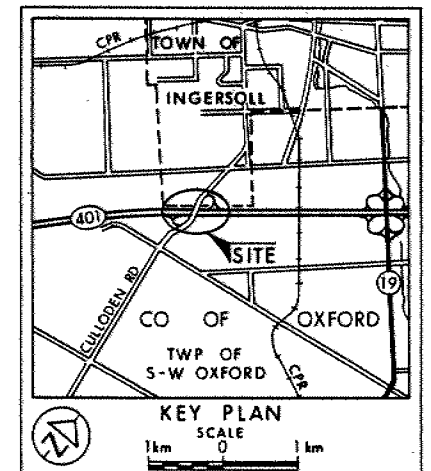 CPR
TOWN OF
INGERSOLL
401
SITE
CULLODEN RD
19
CO OF OXFORD
TWP OF
S-W OXFORD
CPR
N
KEY PLAN
SCALE
1km 0 1 km